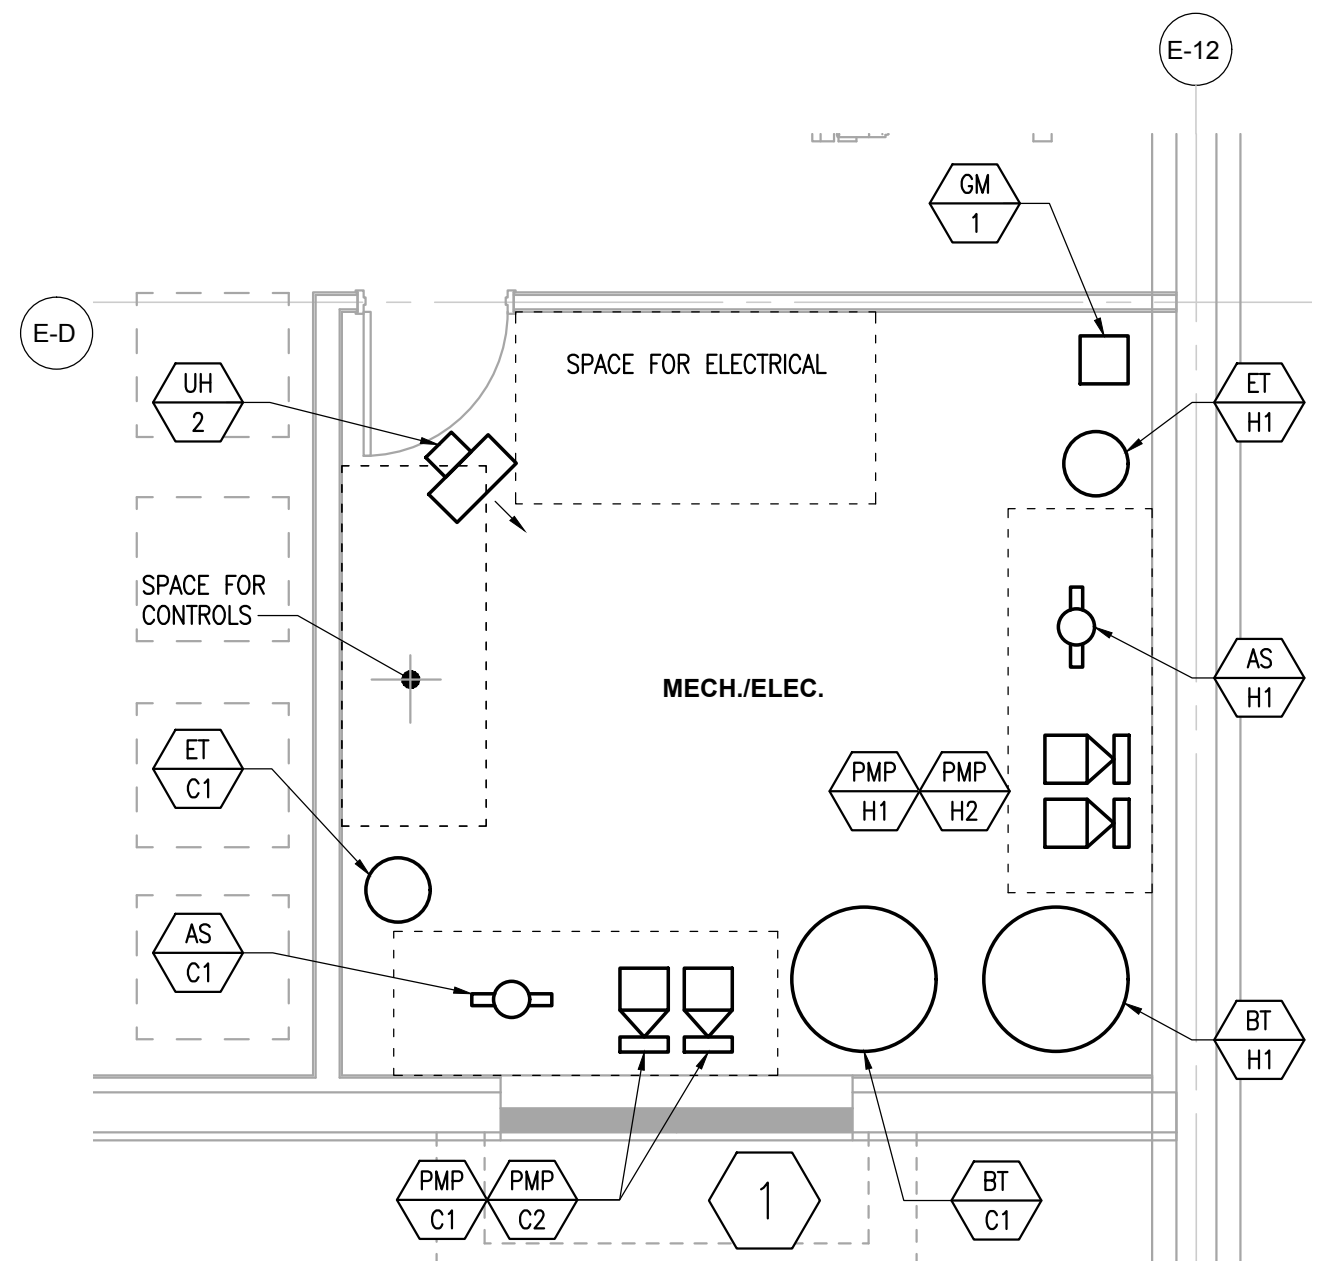 E-12
GM
1
E-D
SPACE FOR ELECTRICAL
UH
2
ET
H1
SPACE FOR
CONTROLS
AS
H1
MECH./ELEC.
ET
C1
PMP
H1
PMP
H2
AS
C1
BT
H1
PMP
C1
PMP
C2
1
BT
C1